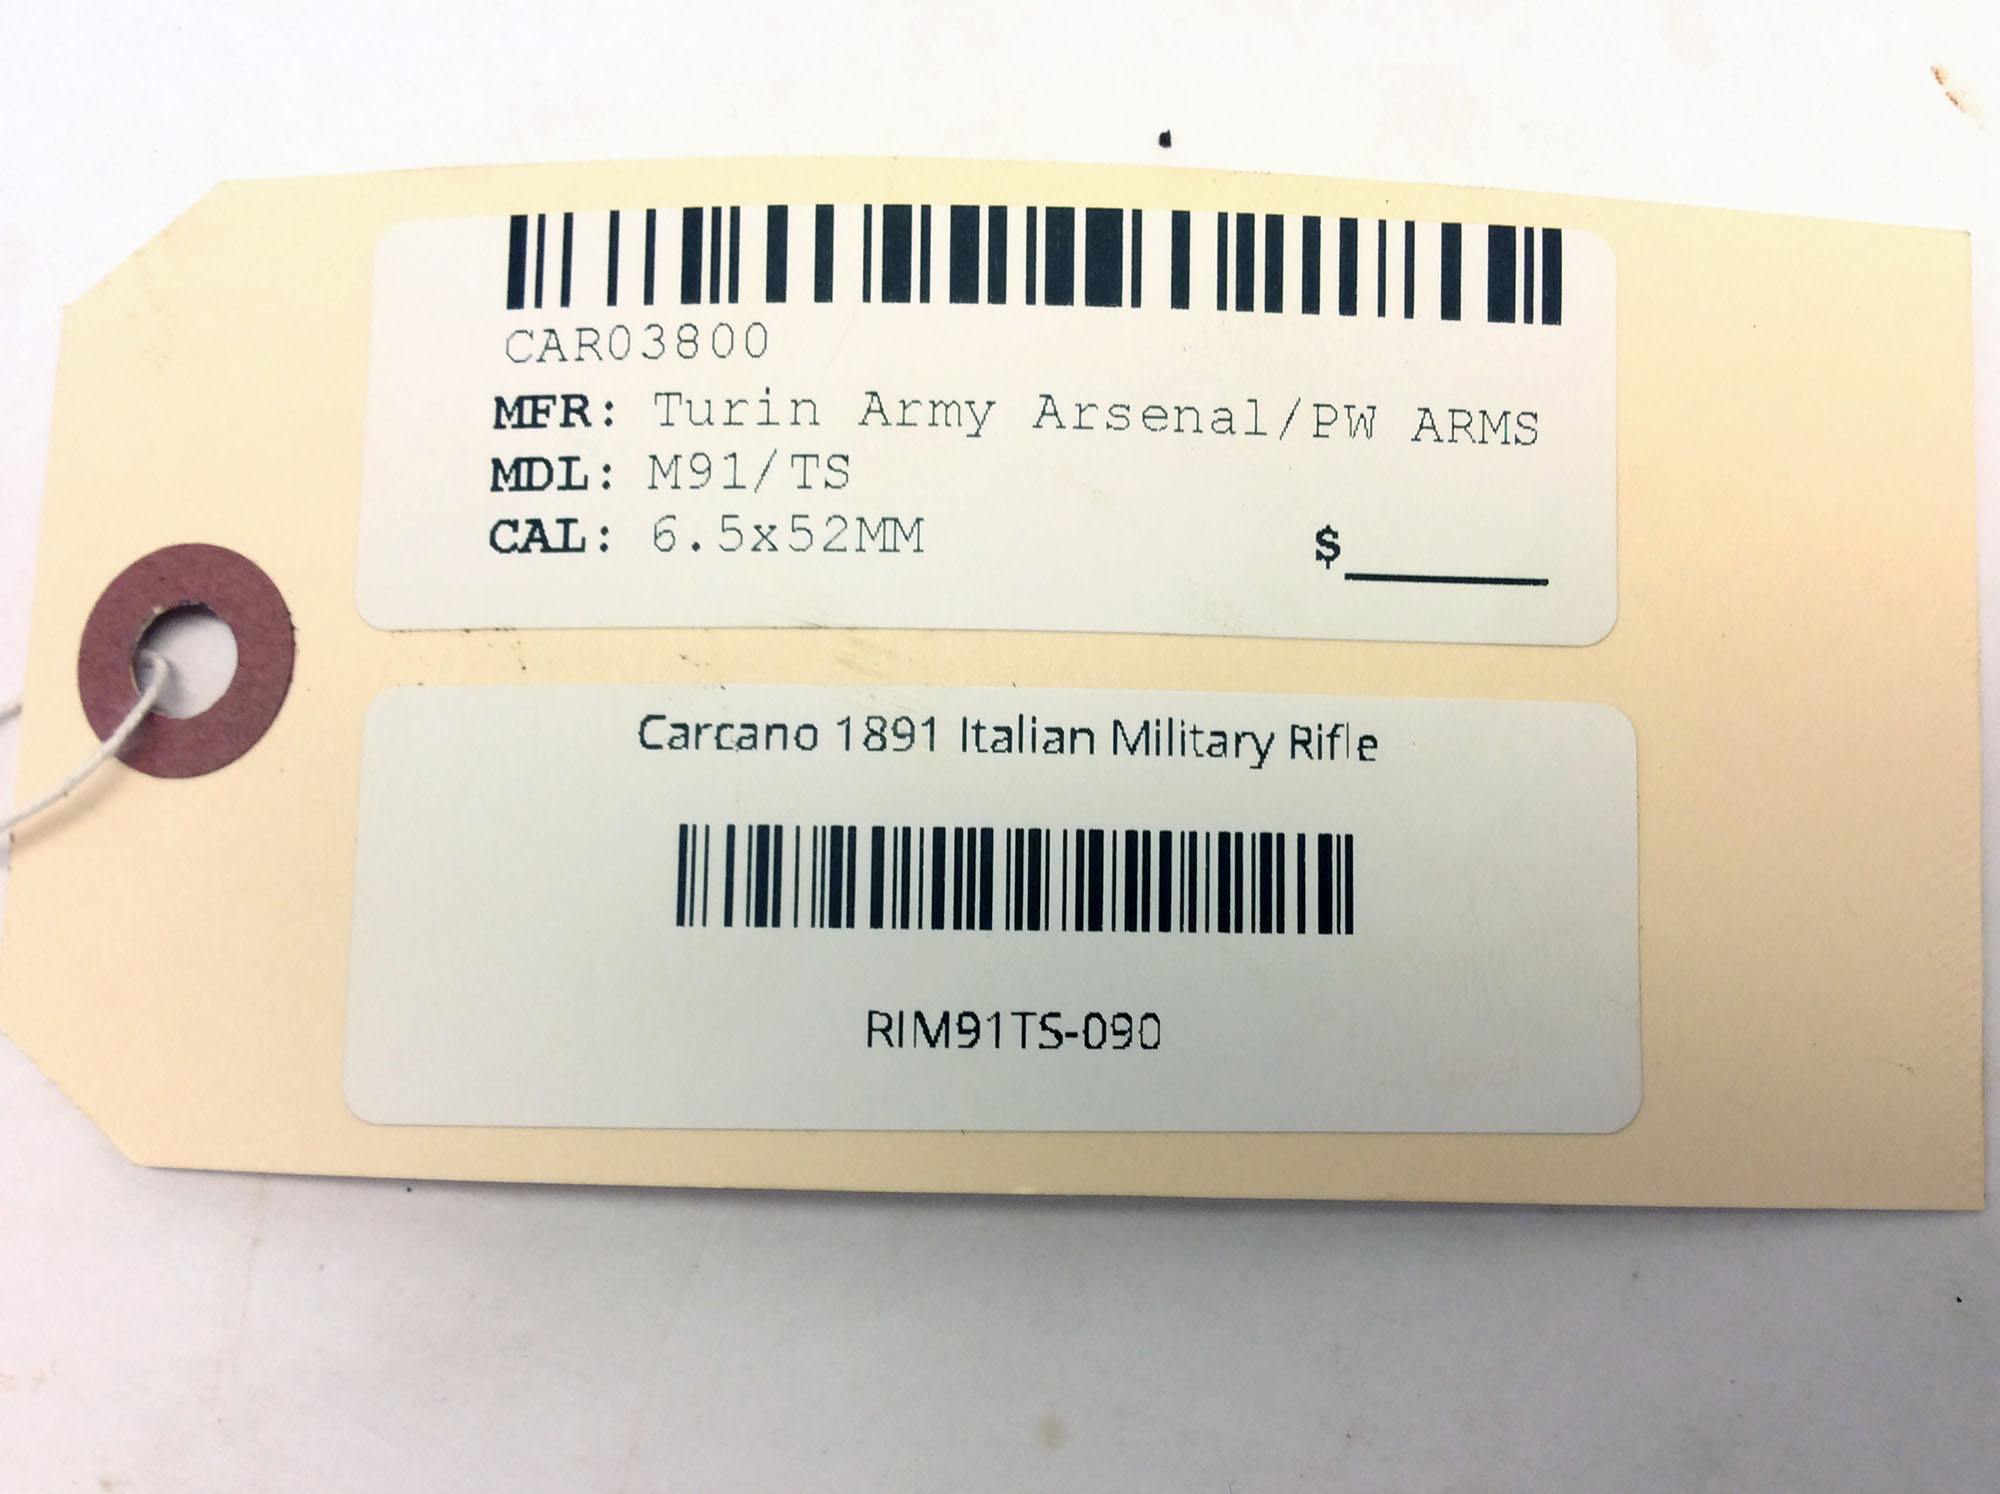 CAR03800
MFR: Turin Army Arsenal/PW ARMS
MDL: M91/TS
CAL: 6.5x52MM
$______
Carcano 1891 Italian Military Rifle
RIM91TS-090